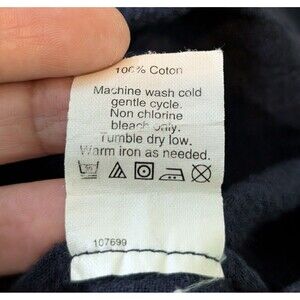 100% Coton
Machine wash cold
gentle cycle.
Non chlorine
bleach only.
Tumble dry low.
Warm iron as needed.
107699